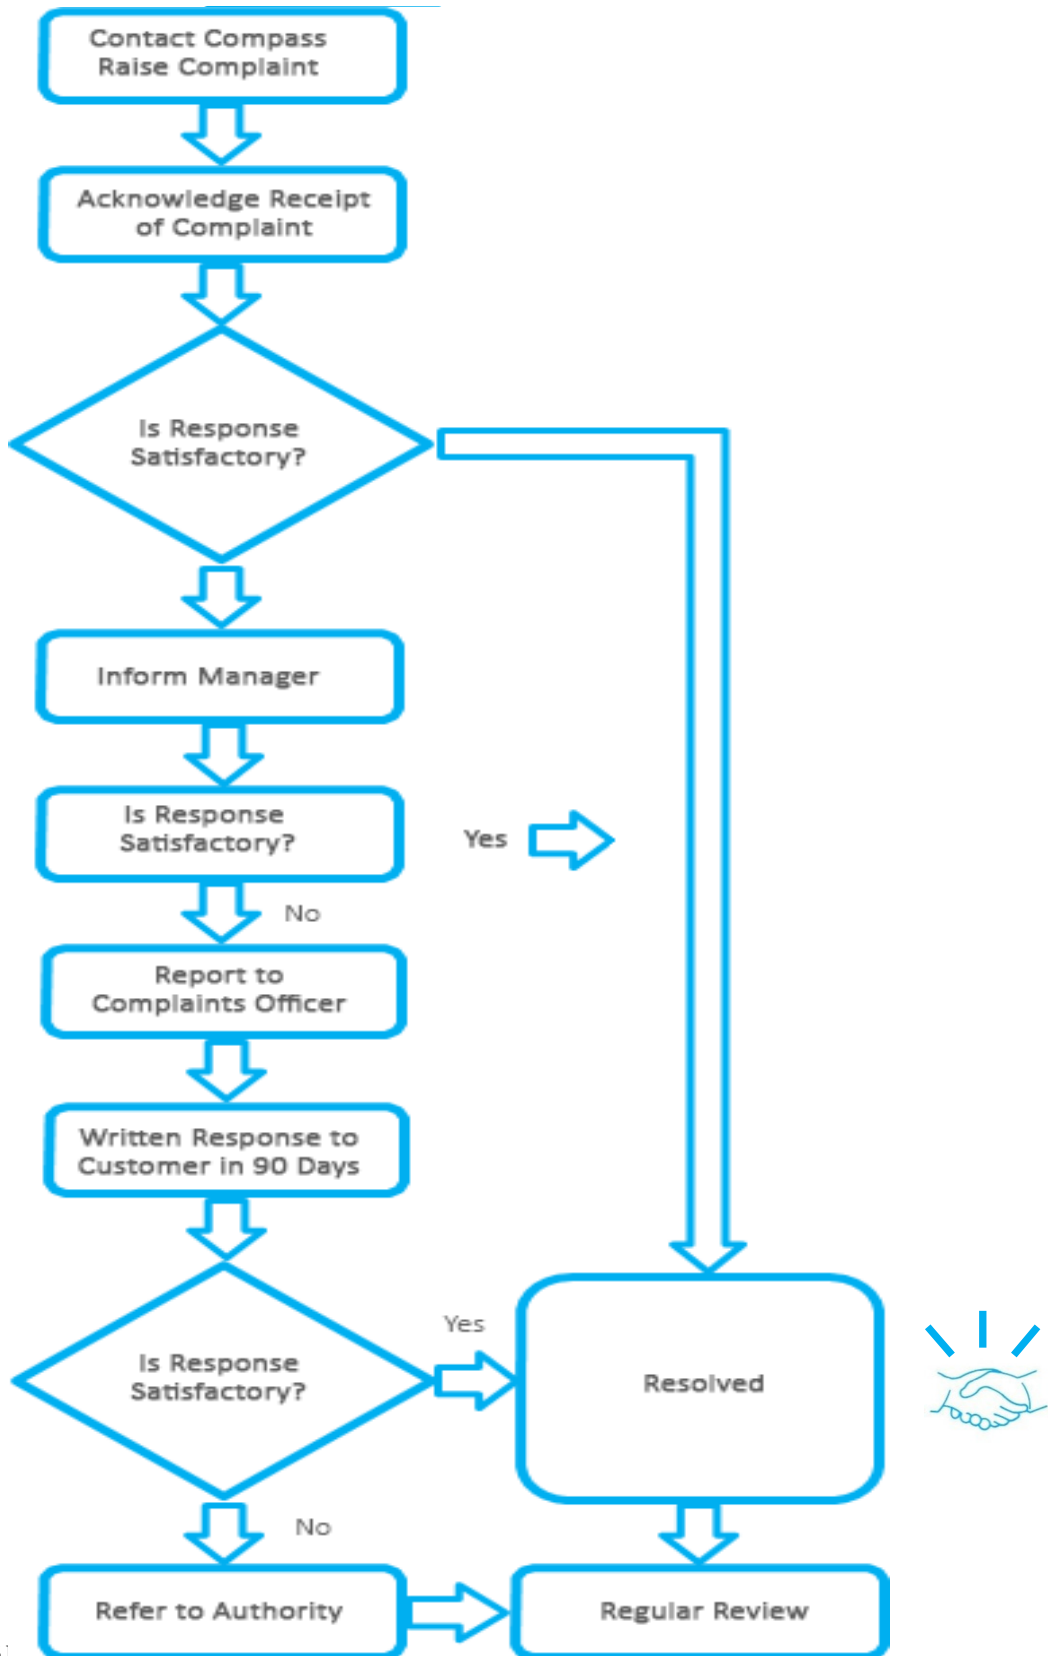 Contact Compass
Raise Complaint
Acknowledge Receipt
of Complaint
Is Response
Satisfactory?
Inform Manager
Is Response
Satisfactory?
Yes
No
Report to
Complaints Officer
Written Response to
Customer in 90 Days
Is Response
Satisfactory?
Yes
Resolved
No
Refer to Authority
Regular Review